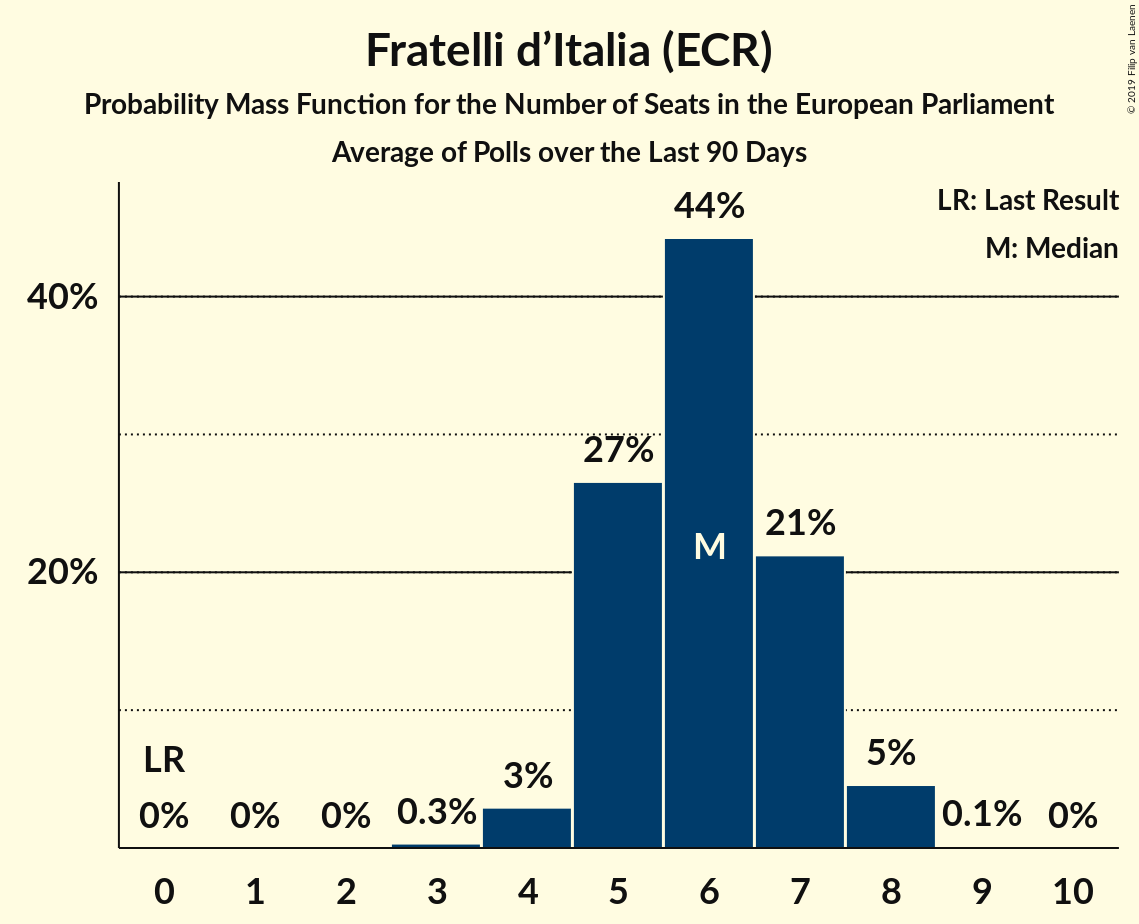 Fratelli d’Italia (ECR)
Probability Mass Function for the Number of Seats in the European Parliament
Average of Polls over the Last 90 Days
© 2019 Filip van Laenen
LR: Last Result
M: Median
44%
40%
27%
21%
M
20%
LR
0%
0%
0%
0.3%
3%
5%
0.1%
0%
0 1 2 3 4 5 6 7 8 9 10